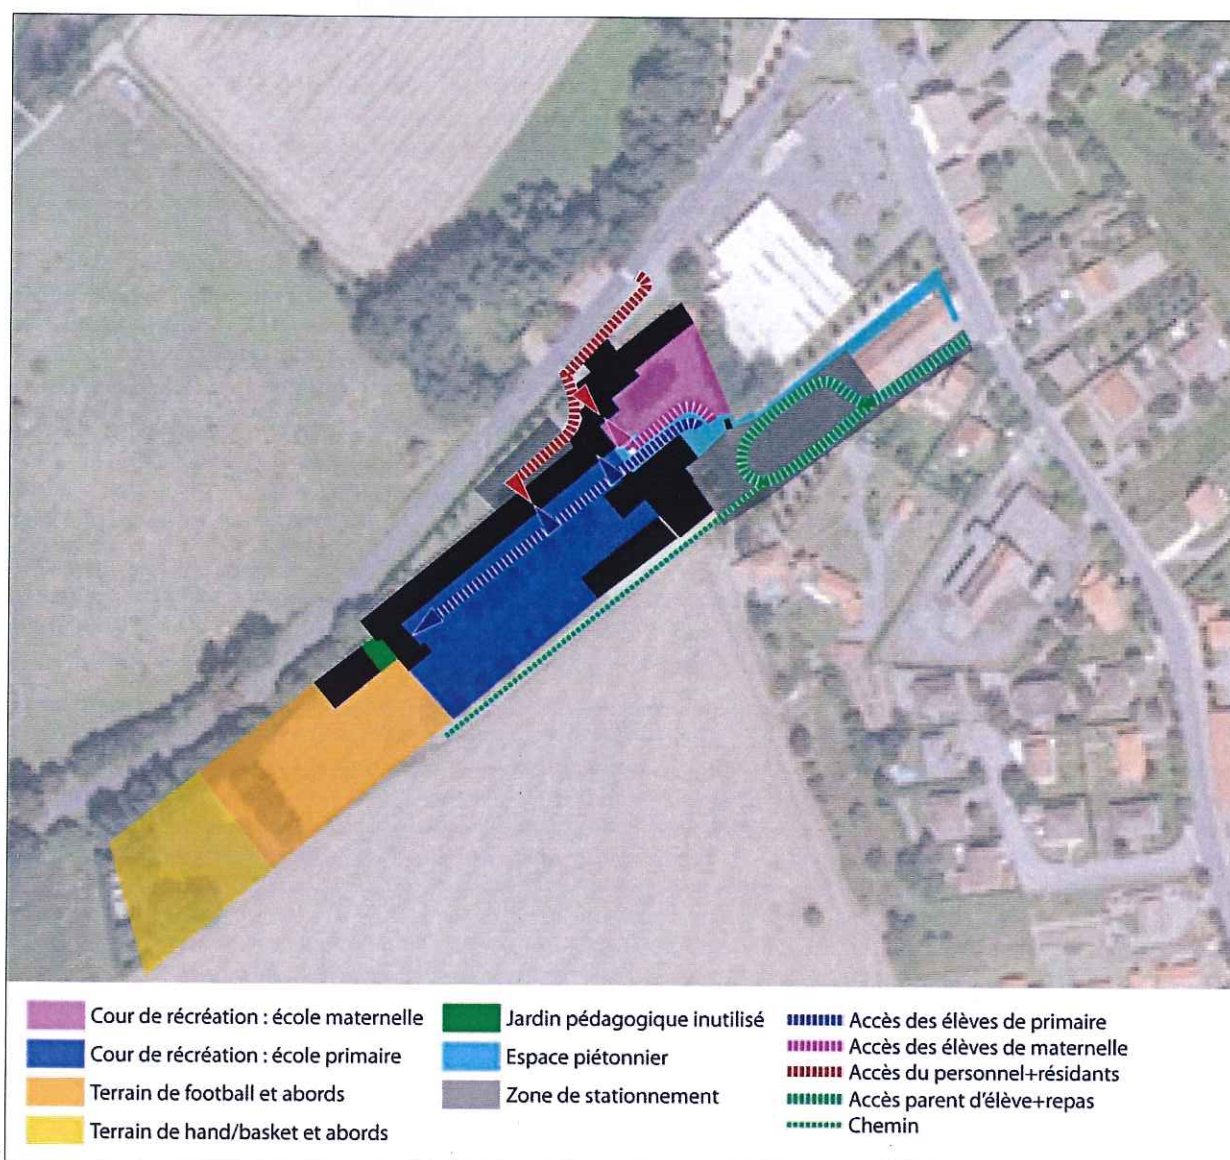 Cour de récréation : école maternelle
Cour de récréation : école primaire
Terrain de football et abords
Terrain de hand/basket et abords
Jardin pédagogique inutilisé
Espace piétonnier
Zone de stationnement
Accès des élèves de primaire
Accès des élèves de maternelle
Accès du personnel+résidants
Accès parent d'élève+repas
Chemin